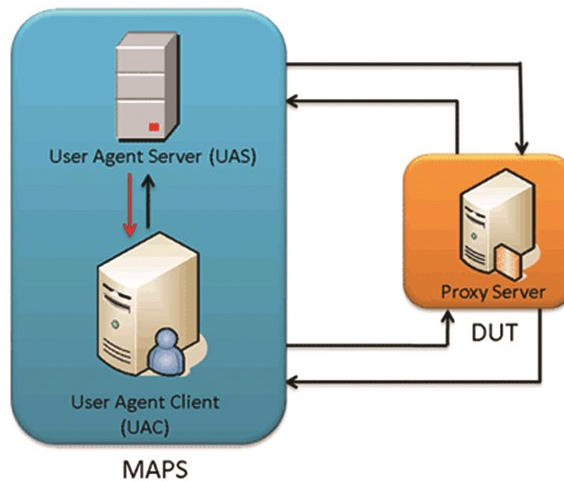 User Agent Server (UAS)
User Agent Client
(UAC)
MAPS
Proxy Server
DUT